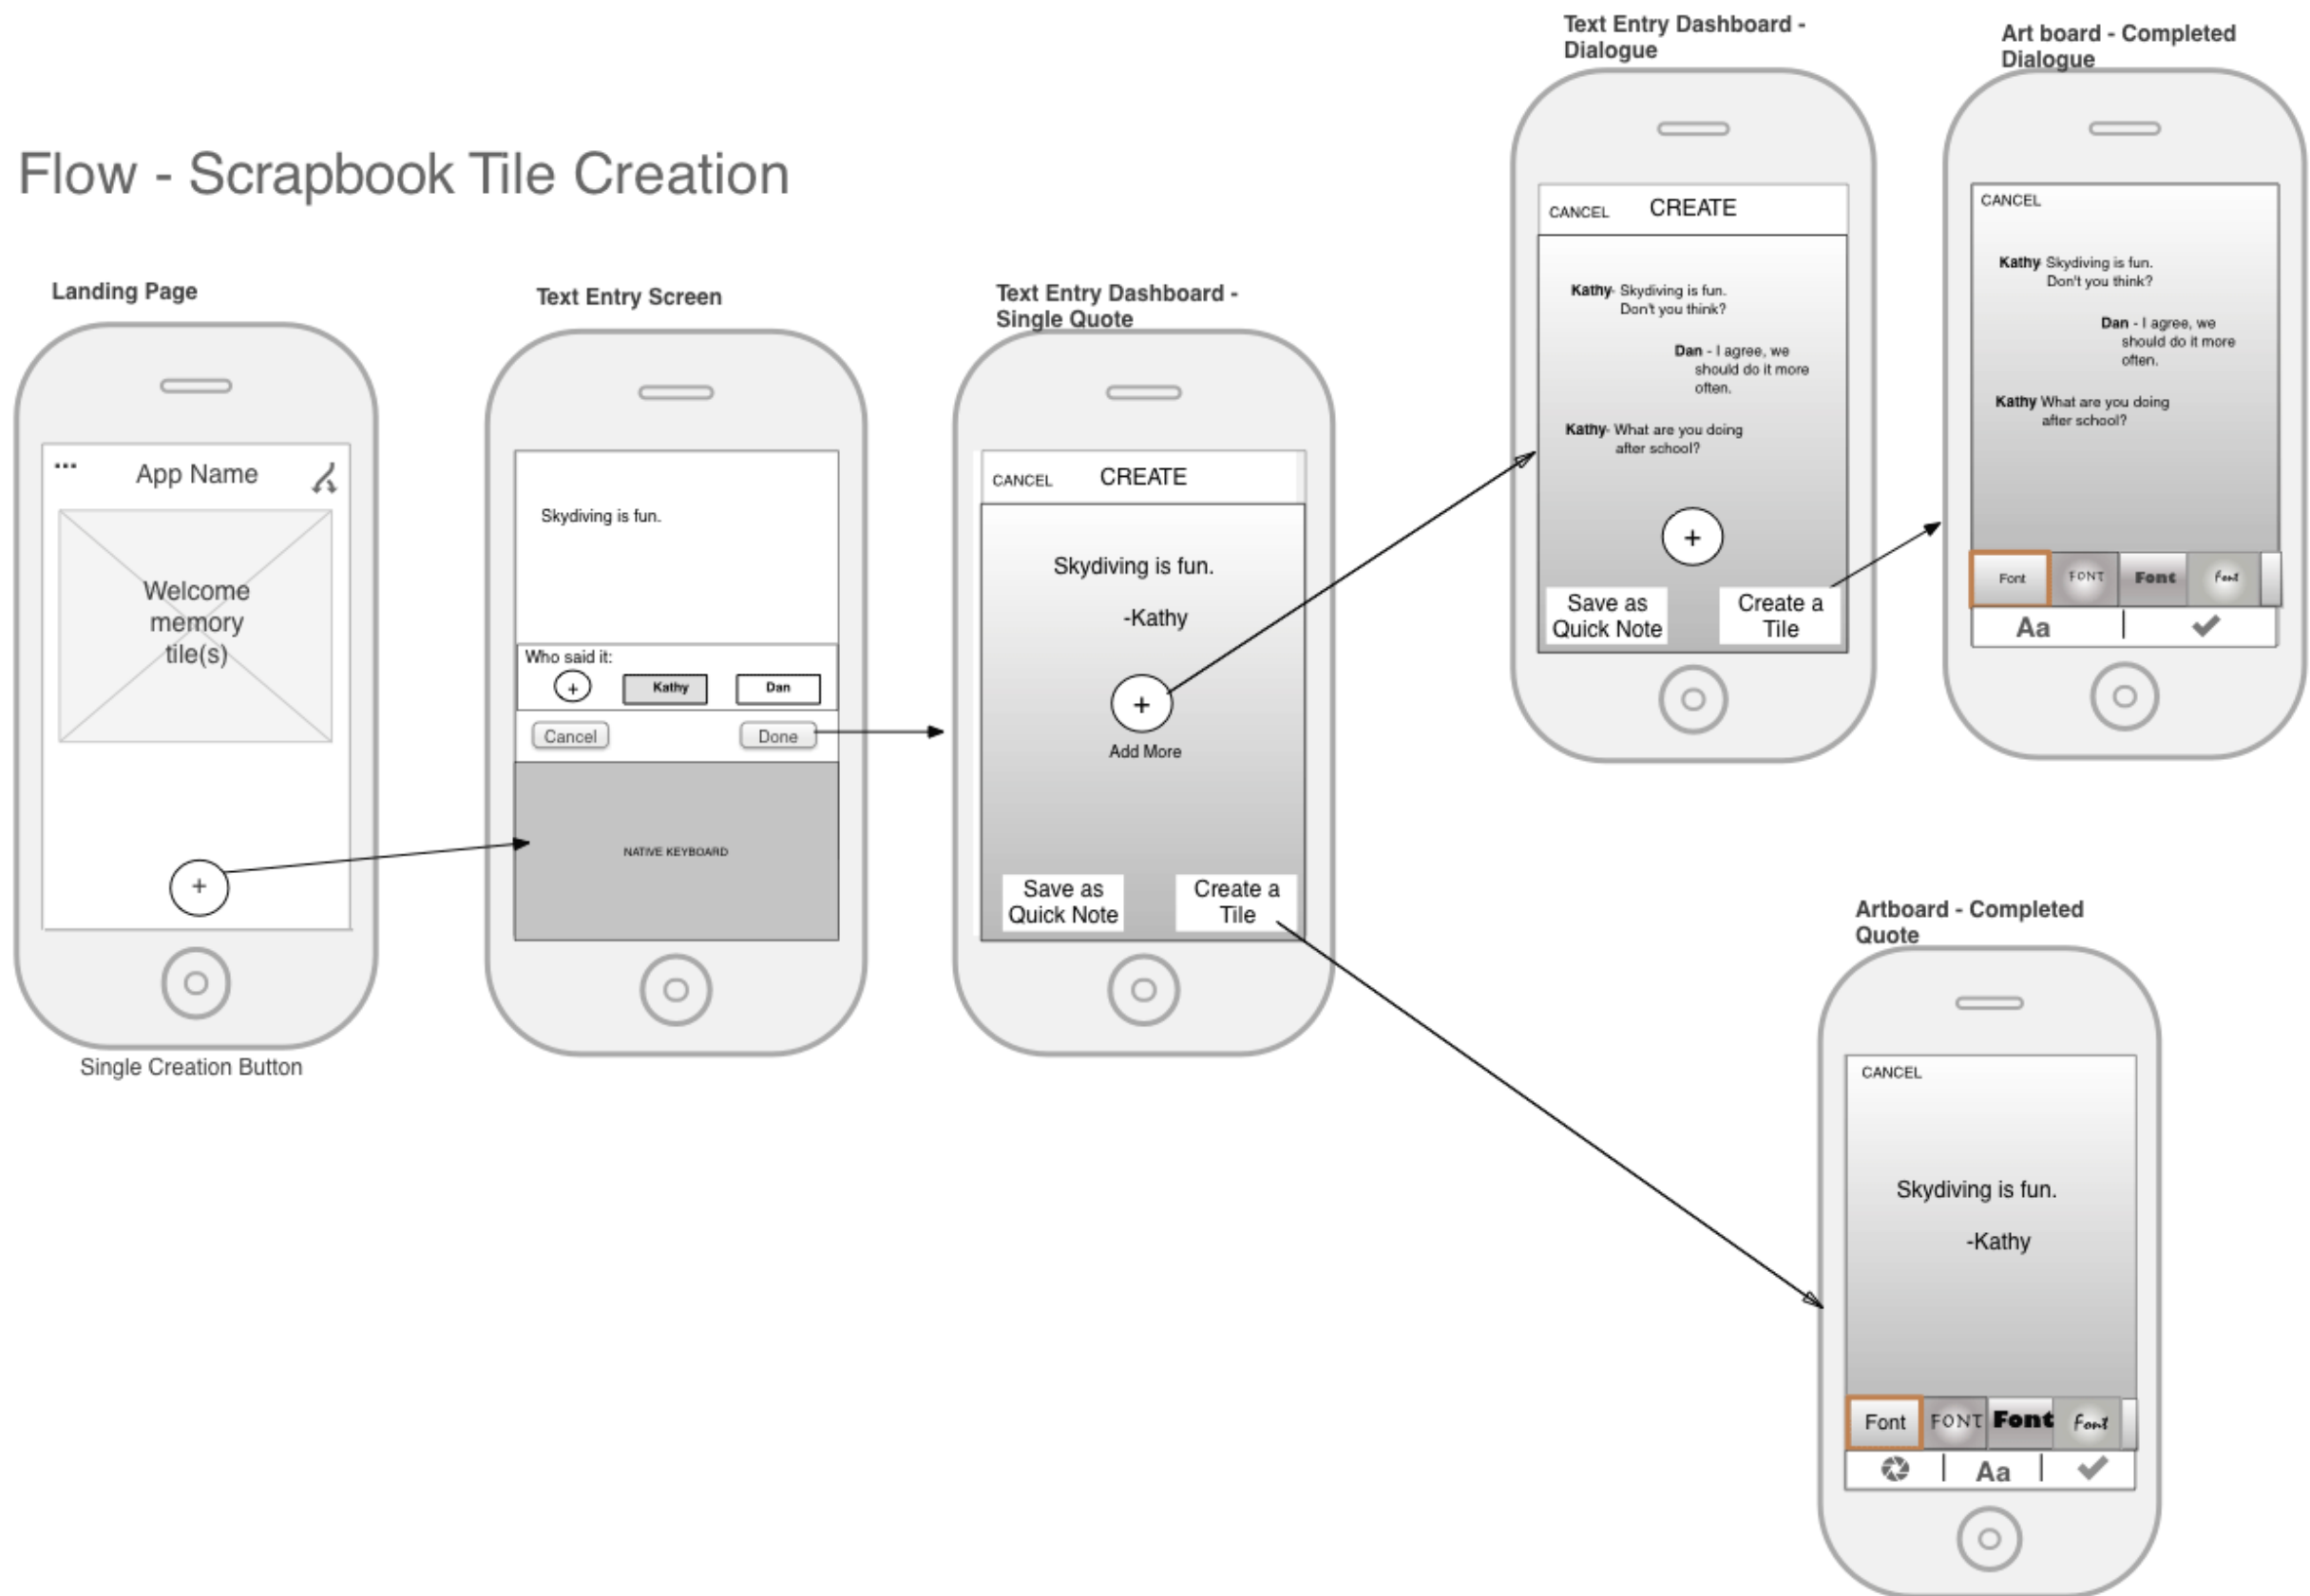 Flow - Scrapbook Tile Creation
Landing Page
...
App Name
Welcome
memory
tile(s)
+
Single Creation Button
Text Entry Screen
Skydiving is fun.
Who said it:
+ Kathy Dan
Cancel Done
NATIVE KEYBOARD
Text Entry Dashboard -
Single Quote
CANCEL CREATE
Skydiving is fun.
-Kathy
+
Add More
Save as
Quick Note
Create a
Tile
Text Entry Dashboard -
Dialogue
CANCEL CREATE
Kathy- Skydiving is fun.
Don't you think?
Dan - I agree, we
should do it more
often.
Kathy- What are you doing
after school?
+
Save as
Quick Note
Create a
Tile
Art board - Completed
Dialogue
CANCEL
Kathy Skydiving is fun.
Don't you think?
Dan - I agree, we
should do it more
often.
Kathy What are you doing
after school?
Font FONT Font Font
Aa |
Artboard - Completed
Quote
CANCEL
Skydiving is fun.
-Kathy
Font FONT Font Font
| Aa |